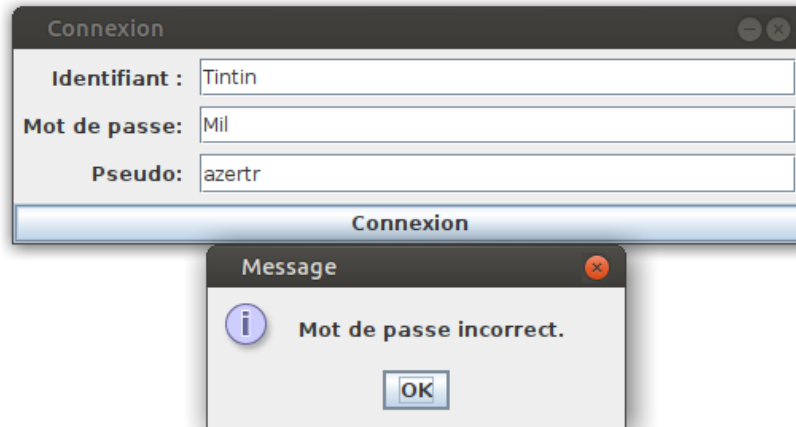 Connexion
Identifiant : Tintin
Mot de passe: Mil
Pseudo: azertr
Connexion
Message
i Mot de passe incorrect.
OK